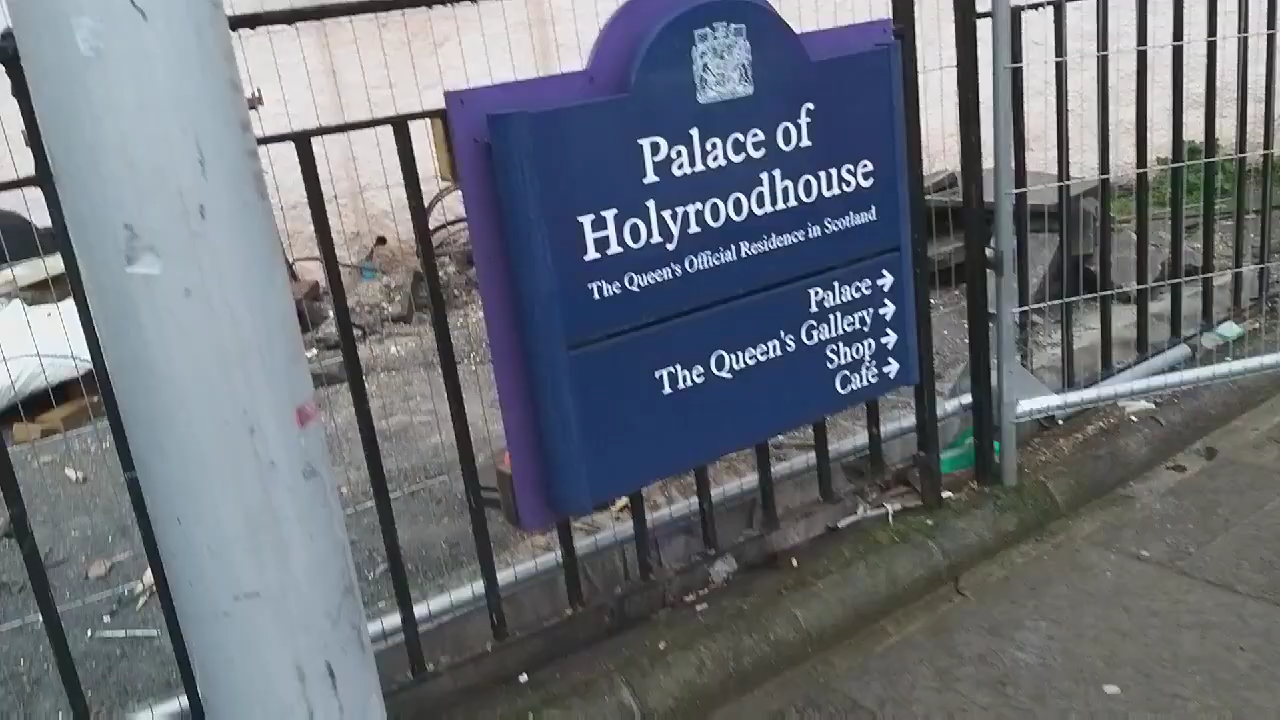 Palace of
Holyroodhouse
The Queen's Official Residence in Scotland
Palace →
The Queen's Gallery →
Shop →
Café →